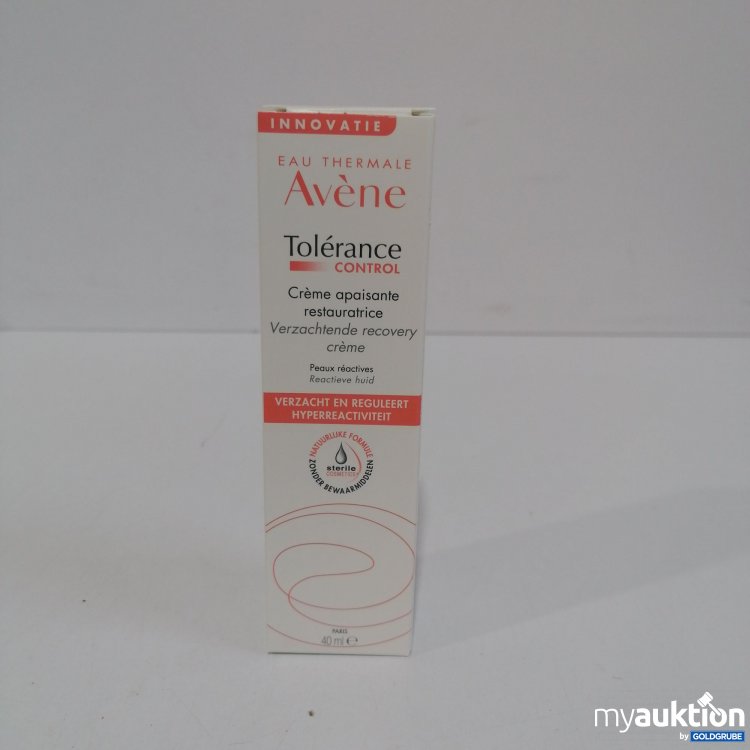 INNOVATIE
EAU THERMALE
Avène
Tolérance
CONTROL
Crème apaisante
restauratrice
Verzachtende recovery
crème
Peaux réactives
Reactieve huid
VERZACHT EN REGULEERT
HYPERREACTIVITEIT
NATUURLIJKE FORMULE
sterile
COSMETICS
ZONDER BEWAARMIDDELEN
PARIS
40 ml e
myauktion
by GOLDGRUBE